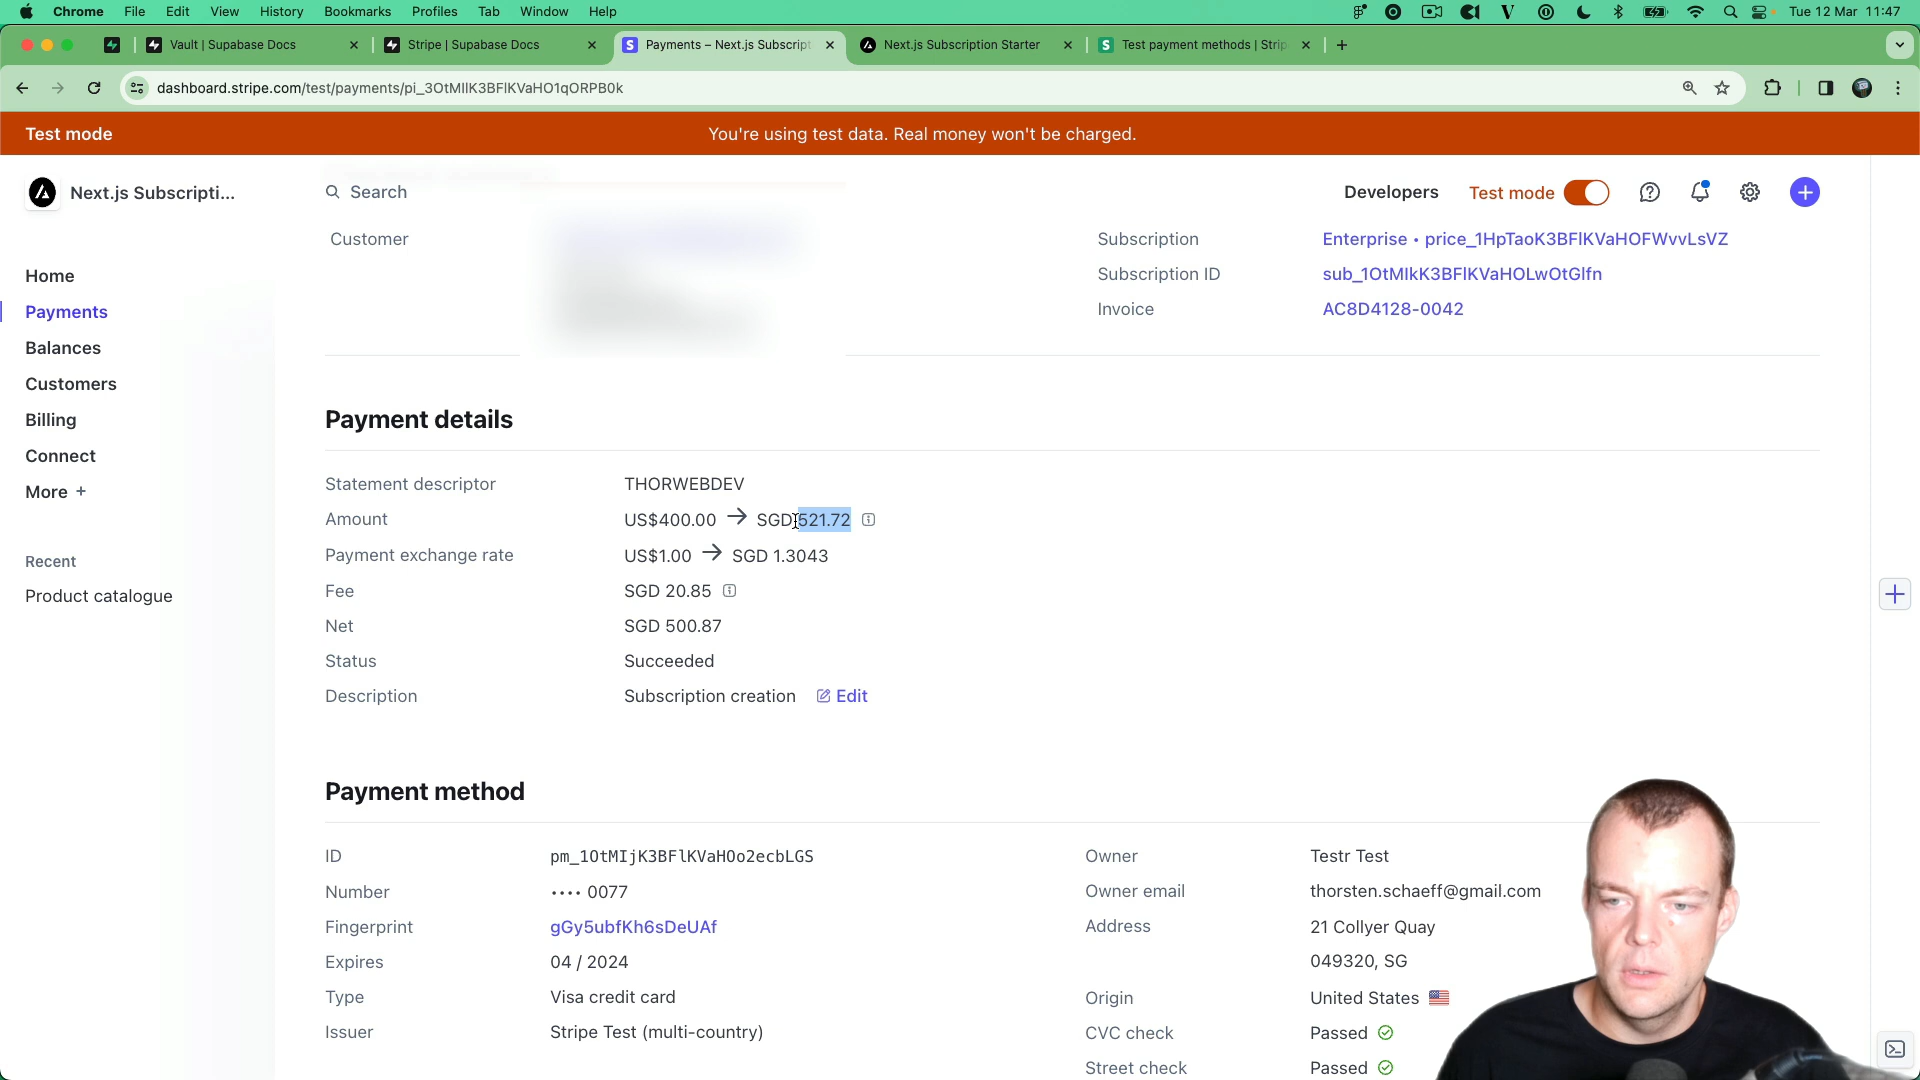 Chrome File Edit View History Bookmarks Profiles Tab Window Help Tue 12 Mar 11:47
Vault | Supabase Docs Stripe | Supabase Docs Payments – Next.js Subscript Next.js Subscription Starter Test payment methods | Strip
dashboard.stripe.com/test/payments/pi_3OtMIlK3BFlKVaHO1qORPB0k
Test mode You're using test data. Real money won't be charged.
Next.js Subscripti... Search Developers Test mode
Customer Subscription Enterprise • price_1HpTaoK3BFlKVaHOFWvvLsVZ
Home
Subscription ID sub_1OtMIkK3BFlKVaHOLwOtGlfn
Payments Invoice AC8D4128-0042
Balances
Customers
Billing Payment details
Connect
More +
Statement descriptor THORWEBDEV
Amount US$400.00 → SGD 521.72
Payment exchange rate US$1.00 → SGD 1.3043
Recent
Fee SGD 20.85
Product catalogue
Net SGD 500.87
Status Succeeded
Description Subscription creation Edit
Payment method
ID pm_1OtMIjK3BFlKVaHOo2ecbLGS Owner Testr Test
Number •••• 0077 Owner email thorsten.schaeff@gmail.com
Fingerprint gGy5ubfKh6sDeUAf Address 21 Collyer Quay
Expires 04 / 2024 049320, SG
Type Visa credit card Origin United States
Issuer Stripe Test (multi-country) CVC check Passed
Street check Passed